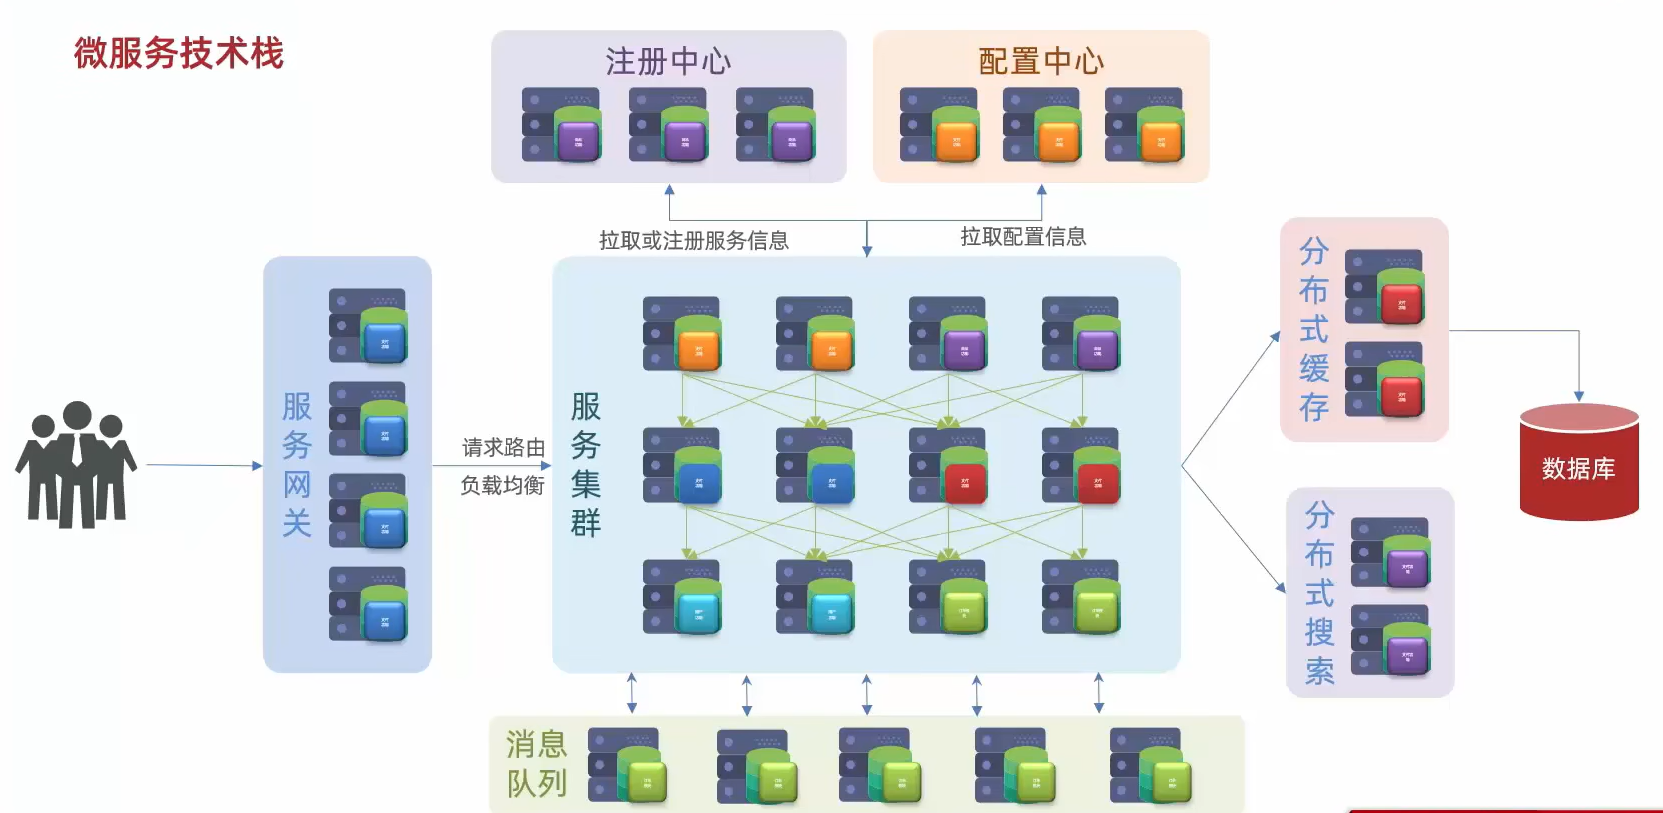 微服务技术栈
注册中心
配置中心
拉取或注册服务信息
拉取配置信息
服务网关
请求路由
负载均衡
服务集群
分布式缓存
数据库
分布式搜索
消息
队列